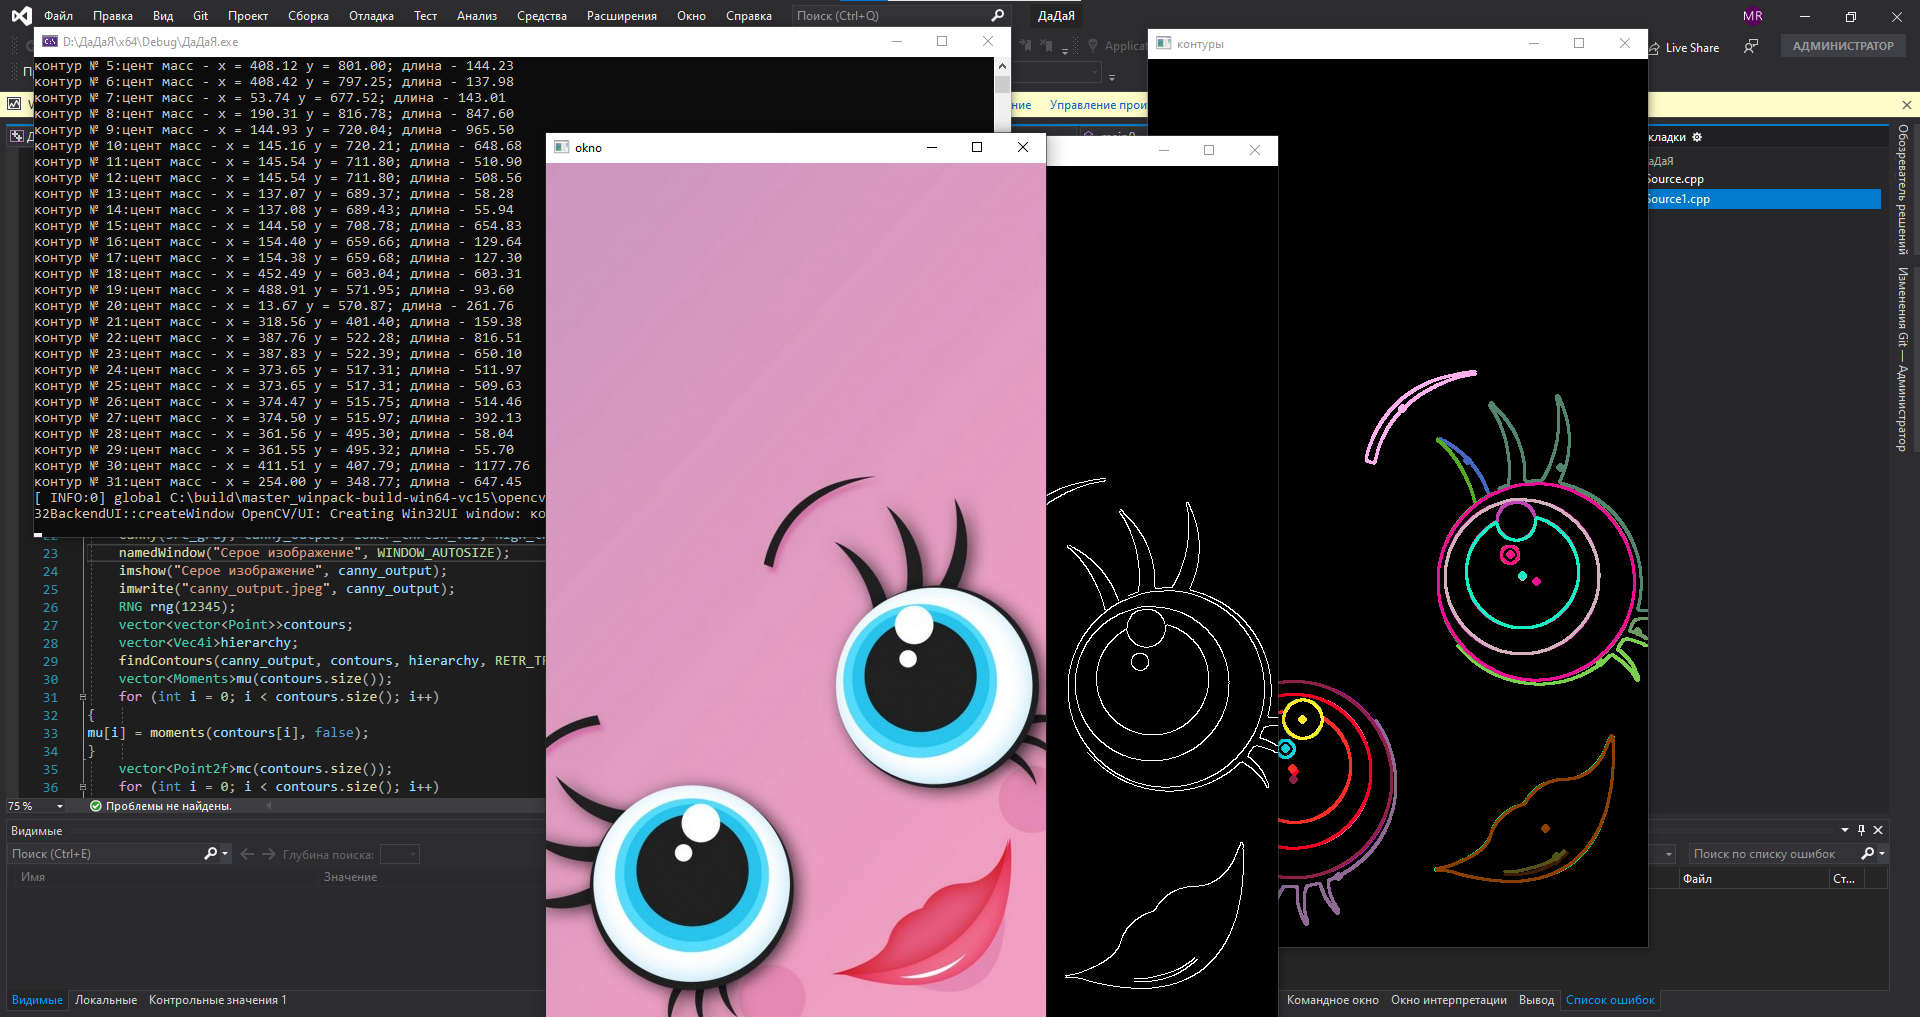 Файл Правка Вид Git Проект Сборка Отладка Тест Анализ Средства Расширения Окно Справка Поиск (Ctrl+Q) ДаДаЯ MR
Live Share АДМИНИСТРАТОР
D:\ДаДаЯ\x64\Debug\ДаДаЯ.exe
контур № 5:цент масс - x = 408.12 y = 801.00; длина - 144.23
контур № 6:цент масс - x = 408.42 y = 797.25; длина - 137.98
контур № 7:цент масс - x = 53.74 y = 677.52; длина - 143.01
контур № 8:цент масс - x = 190.31 y = 816.78; длина - 847.60
контур № 9:цент масс - x = 144.93 y = 720.04; длина - 965.50
контур № 10:цент масс - x = 145.16 y = 720.21; длина - 648.68
контур № 11:цент масс - x = 145.54 y = 711.80; длина - 510.90
контур № 12:цент масс - x = 145.54 y = 711.80; длина - 508.56
контур № 13:цент масс - x = 137.07 y = 689.37; длина - 58.28
контур № 14:цент масс - x = 137.08 y = 689.43; длина - 55.94
контур № 15:цент масс - x = 144.50 y = 708.78; длина - 654.83
контур № 16:цент масс - x = 154.40 y = 659.66; длина - 129.64
контур № 17:цент масс - x = 154.38 y = 659.68; длина - 127.30
контур № 18:цент масс - x = 452.49 y = 603.04; длина - 603.31
контур № 19:цент масс - x = 488.91 y = 571.95; длина - 93.60
контур № 20:цент масс - x = 13.67 y = 570.87; длина - 261.76
контур № 21:цент масс - x = 318.56 y = 401.40; длина - 159.38
контур № 22:цент масс - x = 387.76 y = 522.28; длина - 816.51
контур № 23:цент масс - x = 387.83 y = 522.39; длина - 650.10
контур № 24:цент масс - x = 373.65 y = 517.31; длина - 511.97
контур № 25:цент масс - x = 373.65 y = 517.31; длина - 509.63
контур № 26:цент масс - x = 374.47 y = 515.75; длина - 514.46
контур № 27:цент масс - x = 374.50 y = 515.97; длина - 392.13
контур № 28:цент масс - x = 361.56 y = 495.30; длина - 58.04
контур № 29:цент масс - x = 361.55 y = 495.32; длина - 55.70
контур № 30:цент масс - x = 411.51 y = 407.79; длина - 1177.76
контур № 31:цент масс - x = 254.00 y = 348.77; длина - 647.45
[ INFO:0] global C:\build\master_winpack-build-win64-vc15\opencv
32BackendUI::createWindow OpenCV/UI: Creating Win32UI window: ко
okno
контуры
Applicat
ние Управление прои
кладки
аДаЯ
Source.cpp
Source1.cpp
Обозреватель решений
Изменения Git — Администратор
23 namedWindow("Серое изображение", WINDOW_AUTOSIZE);
24 imshow("Серое изображение", canny_output);
25 imwrite("canny_output.jpeg", canny_output);
26 RNG rng(12345);
27 vector<vector<Point>>contours;
28 vector<Vec4i>hierarchy;
29 findContours(canny_output, contours, hierarchy, RETR_TR
30 vector<Moments>mu(contours.size());
31 for (int i = 0; i < contours.size(); i++)
32 {
33 mu[i] = moments(contours[i], false);
34 }
35 vector<Point2f>mc(contours.size());
36 for (int i = 0; i < contours.size(); i++)
75 % Проблемы не найдены.
Видимые
Поиск (Ctrl+E) Глубина поиска:
Имя Значение
Видимые Локальные Контрольные значения 1
Поиск по списку ошибок
Файл Ст...
Командное окно Окно интерпретации Вывод Список ошибок